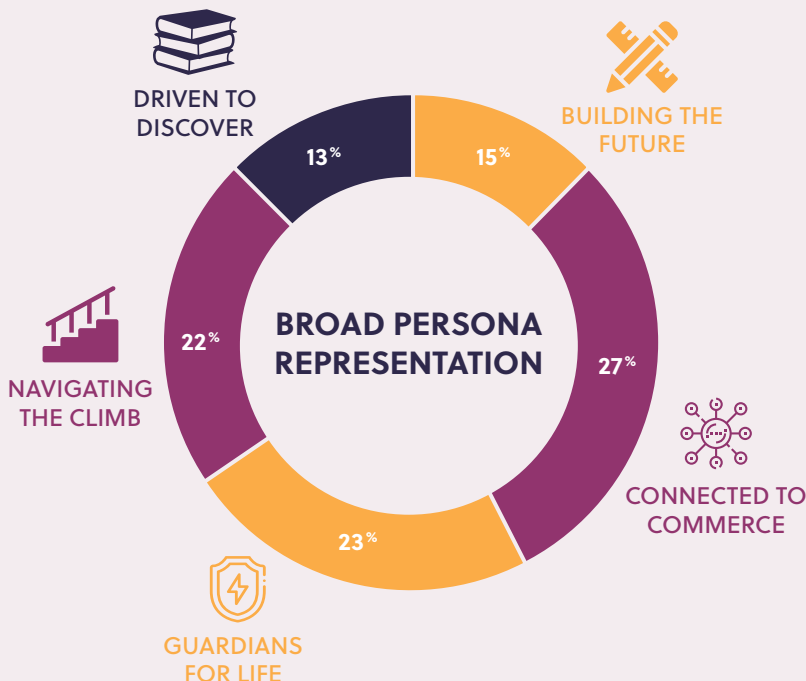 DRIVEN TO
DISCOVER
BUILDING THE
FUTURE
13%
15%
BROAD PERSONA
REPRESENTATION
22%
27%
NAVIGATING
THE CLIMB
CONNECTED TO
COMMERCE
23%
GUARDIANS
FOR LIFE